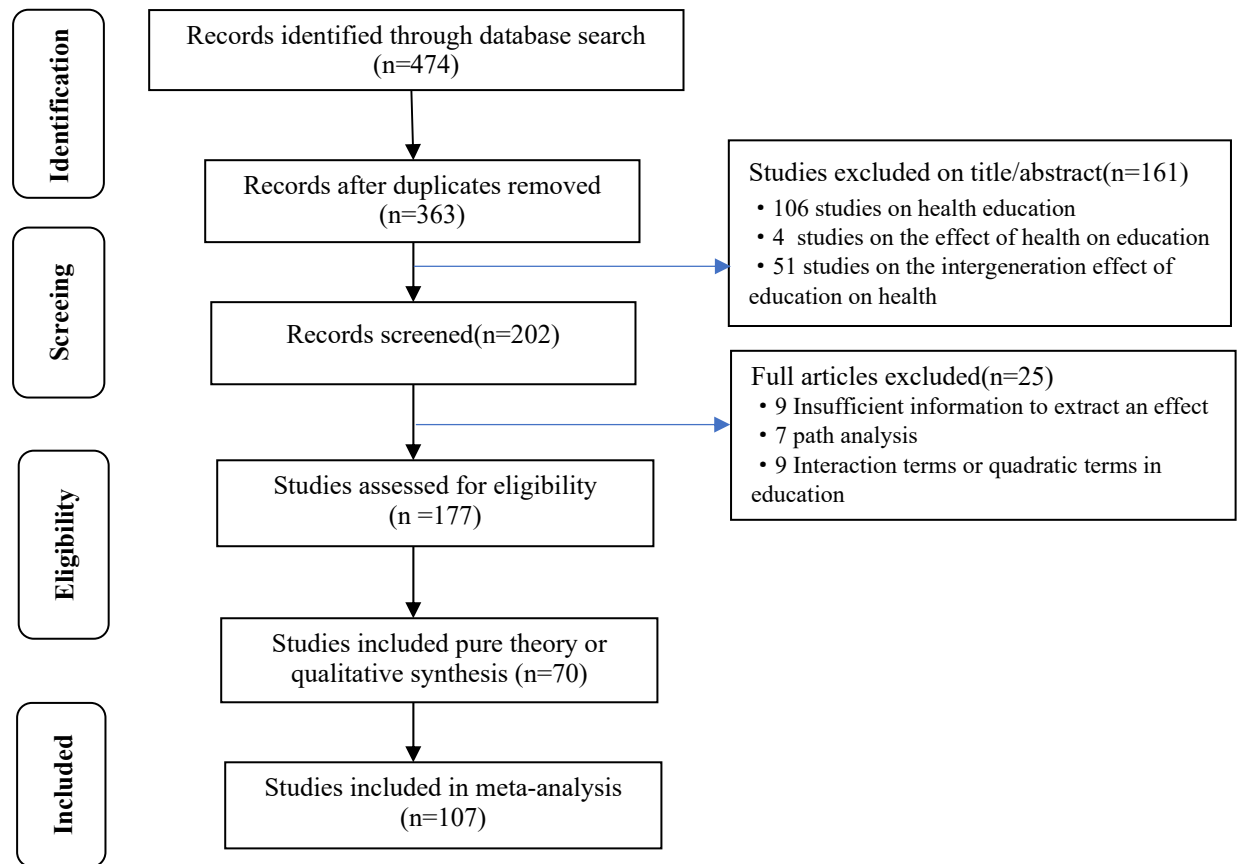 Identification
Records identified through database search
(n=474)
Records after duplicates removed
(n=363)
Studies excluded on title/abstract(n=161)
・106 studies on health education
・4 studies on the effect of health on education
・51 studies on the intergeneration effect of
education on health
Screeing
Records screened(n=202)
Full articles excluded(n=25)
・9 Insufficient information to extract an effect
・7 path analysis
・9 Interaction terms or quadratic terms in
education
Eligibility
Studies assessed for eligibility
(n =177)
Studies included pure theory or
qualitative synthesis (n=70)
Included
Studies included in meta-analysis
(n=107)